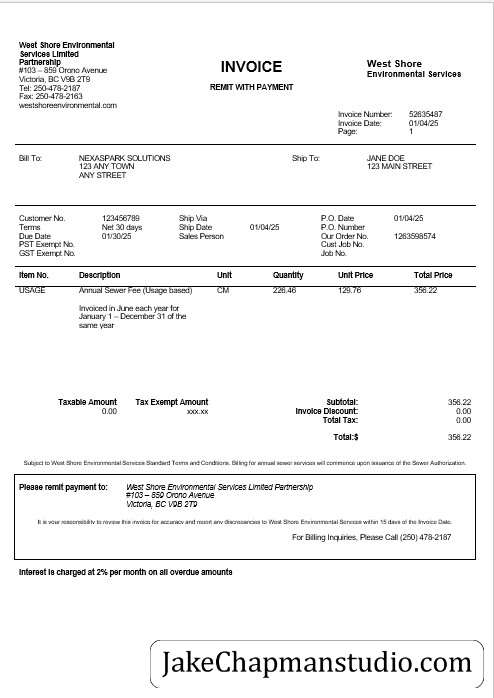 West Shore Environmental
Services Limited
Partnership
#103 – 859 Orono Avenue
Victoria, BC V9B 2T9
Tel: 250-478-2187
Fax: 250-478-2163
westshoreenvironmental.com
INVOICE
REMIT WITH PAYMENT
West Shore
Environmental Services
Invoice Number: 52635487
Invoice Date: 01/04/25
Page: 1
Bill To: NEXASPARK SOLUTIONS Ship To: JANE DOE
123 ANY TOWN 123 MAIN STREET
ANY STREET
Customer No. 123456789 Ship Via P.O. Date 01/04/25
Terms Net 30 days Ship Date 01/04/25 P.O. Number
Due Date 01/30/25 Sales Person Our Order No. 1263598574
PST Exempt No. Cust Job No.
GST Exempt No. Job No.
Item No. Description Unit Quantity Unit Price Total Price
USAGE Annual Sewer Fee (Usage based) CM 226.46 129.76 356.22
Invoiced in June each year for
January 1 – December 31 of the
same year
Taxable Amount Tax Exempt Amount Subtotal: 356.22
0.00 xxx.xx Invoice Discount: 0.00
Total Tax: 0.00
Total:$ 356.22
Subject to West Shore Environmental Services Standard Terms and Conditions. Billing for annual sewer services will commence upon issuance of the Sewer Authorization.
Please remit payment to: West Shore Environmental Services Limited Partnership
#103 – 859 Orono Avenue
Victoria, BC V9B 2T9
It is your responsibility to review this invoice for accuracy and report any discrepancies to West Shore Environmental Services within 15 days of the Invoice Date.
For Billing Inquiries, Please Call (250) 478-2187
Interest is charged at 2% per month on all overdue amounts
JakeChapmanstudio.com